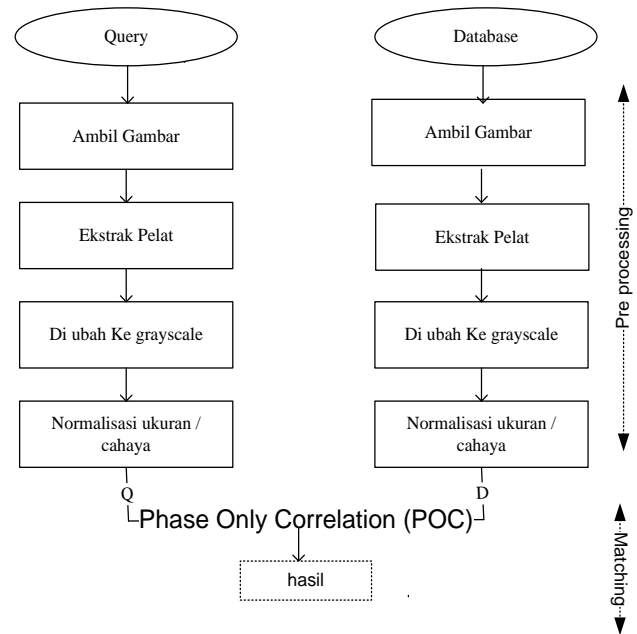 Query
Database
Ambil Gambar
Ambil Gambar
Ekstrak Pelat
Ekstrak Pelat
Di ubah Ke grayscale
Di ubah Ke grayscale
Normalisasi ukuran /
cahaya
Normalisasi ukuran /
cahaya
Pre processing
Q
D
Phase Only Correlation (POC)
hasil
Matching